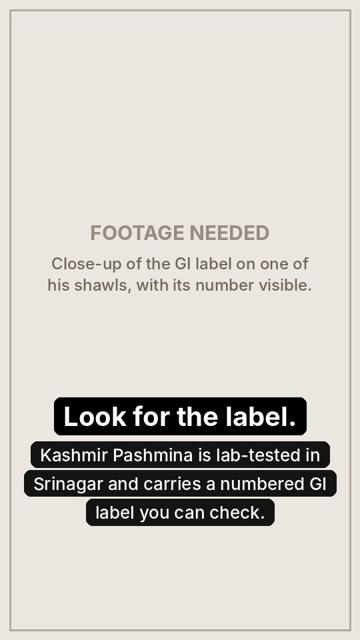 FOOTAGE NEEDED
Close-up of the GI label on one of
his shawls, with its number visible.
Look for the label.
Kashmir Pashmina is lab-tested in
Srinagar and carries a numbered GI
label you can check.